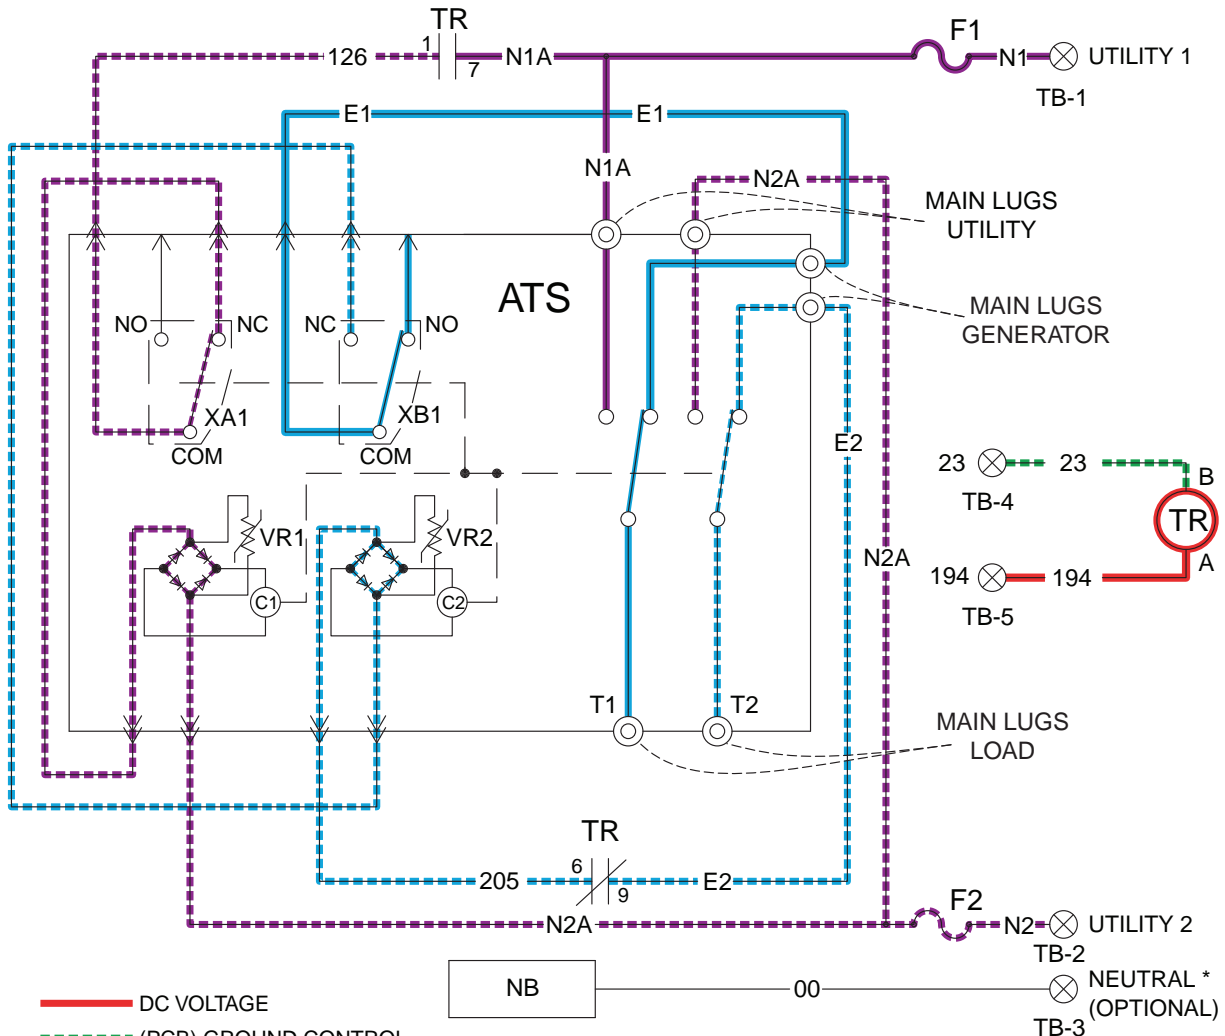 TR
F1
1
126
7
N1A
N1
UTILITY 1
TB-1
E1
E1
N1A
N2A
MAIN LUGS
UTILITY
ATS
MAIN LUGS
GENERATOR
NO
NC
NC
NO
XA1
XB1
COM
COM
E2
23
23
B
TB-4
TR
VR1
VR2
N2A
A
194
194
TB-5
C1
C2
T1
T2
MAIN LUGS
LOAD
TR
6
205
E2
9
F2
N2A
N2
UTILITY 2
TB-2
NB
00
NEUTRAL *
(OPTIONAL)
TB-3
DC VOLTAGE
(PCB) GROUND CONTROL